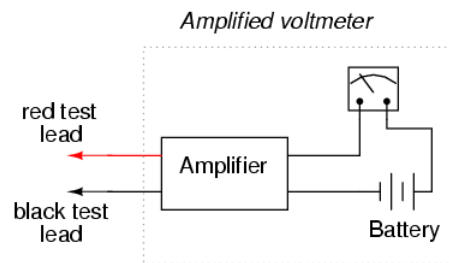 Amplified voltmeter
red test
lead
Amplifier
black test
lead
Battery